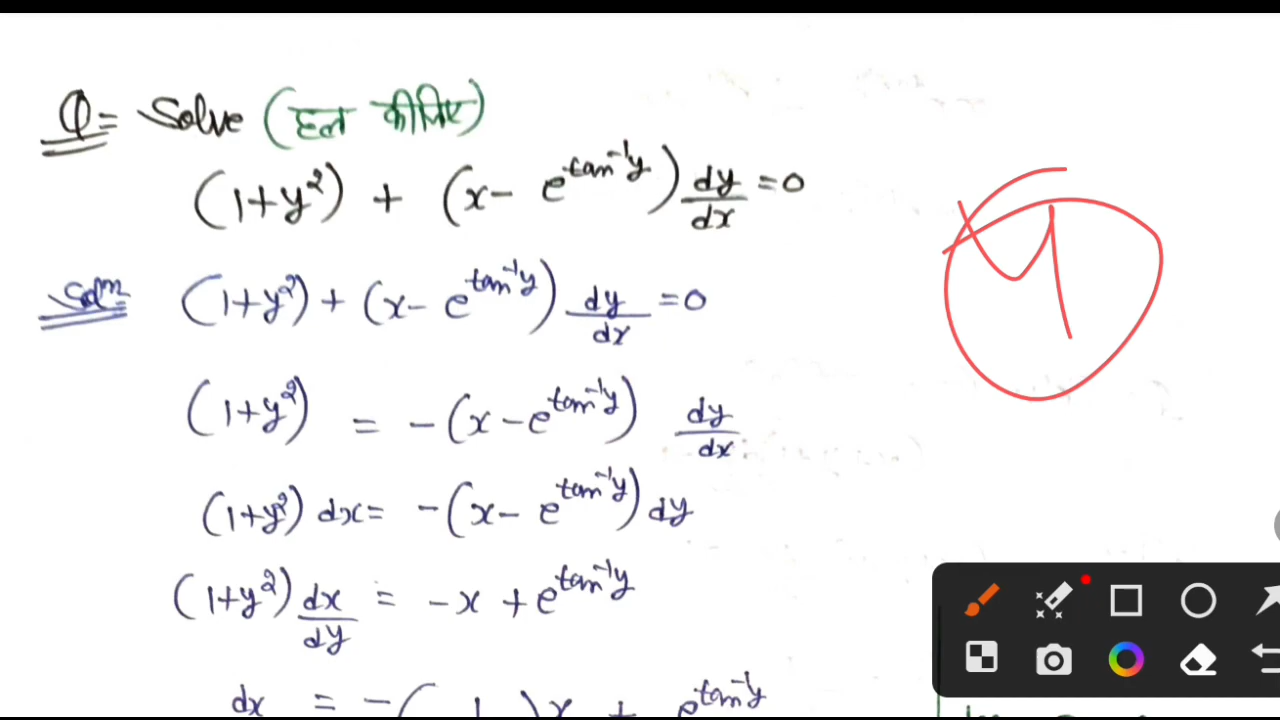 Q= Solve (हल कीजिए)
(1+y²) + (x- e^tan⁻¹y) dy/dx =0
Solⁿ (1+y²) + (x- e^tan⁻¹y) dy/dx =0
(1+y²) = -(x-e^tan⁻¹y) dy/dx
(1+y²) dx= -(x- e^tan⁻¹y) dy
(1+y²) dx/dy = -x +e^tan⁻¹y